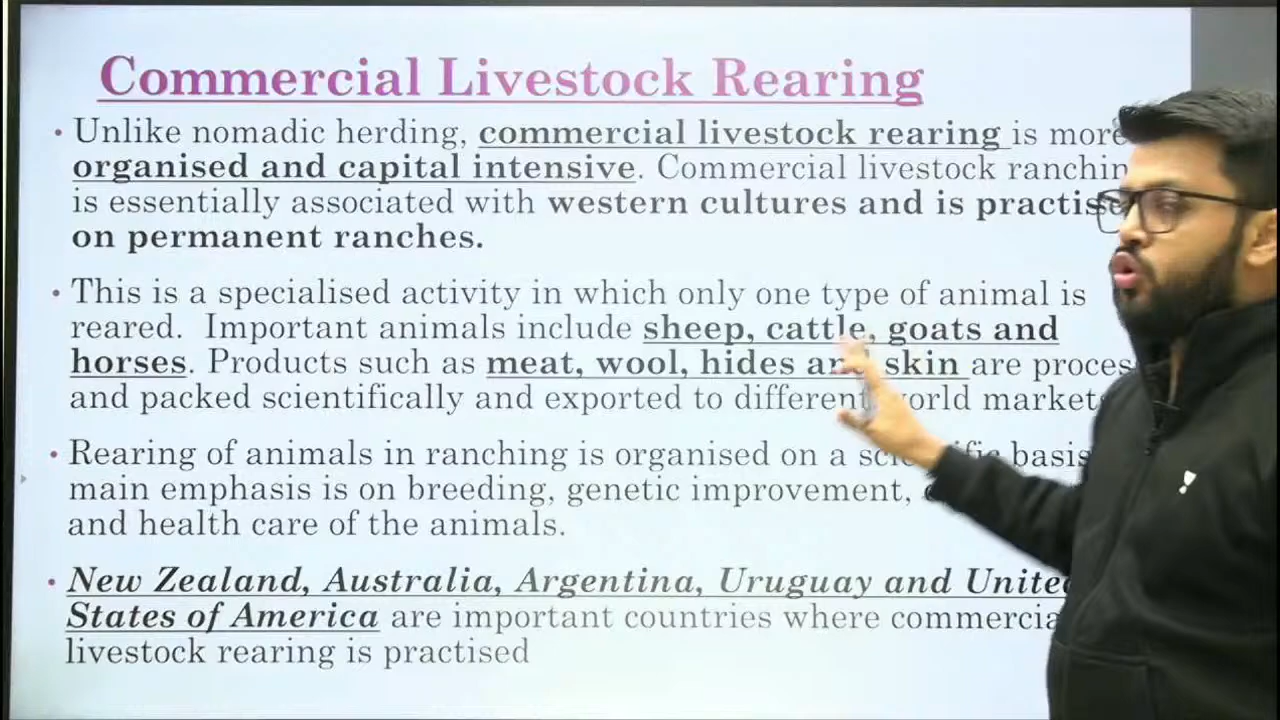 Commercial Livestock Rearing
• Unlike nomadic herding, commercial livestock rearing is more
organised and capital intensive. Commercial livestock ranchin
is essentially associated with western cultures and is practise
on permanent ranches.
• This is a specialised activity in which only one type of animal is
reared. Important animals include sheep, cattle, goats and
horses. Products such as meat, wool, hides and skin are proces
and packed scientifically and exported to different world market
• Rearing of animals in ranching is organised on a scientific basis
main emphasis is on breeding, genetic improvement,
and health care of the animals.
• New Zealand, Australia, Argentina, Uruguay and United
States of America are important countries where commercia
livestock rearing is practised